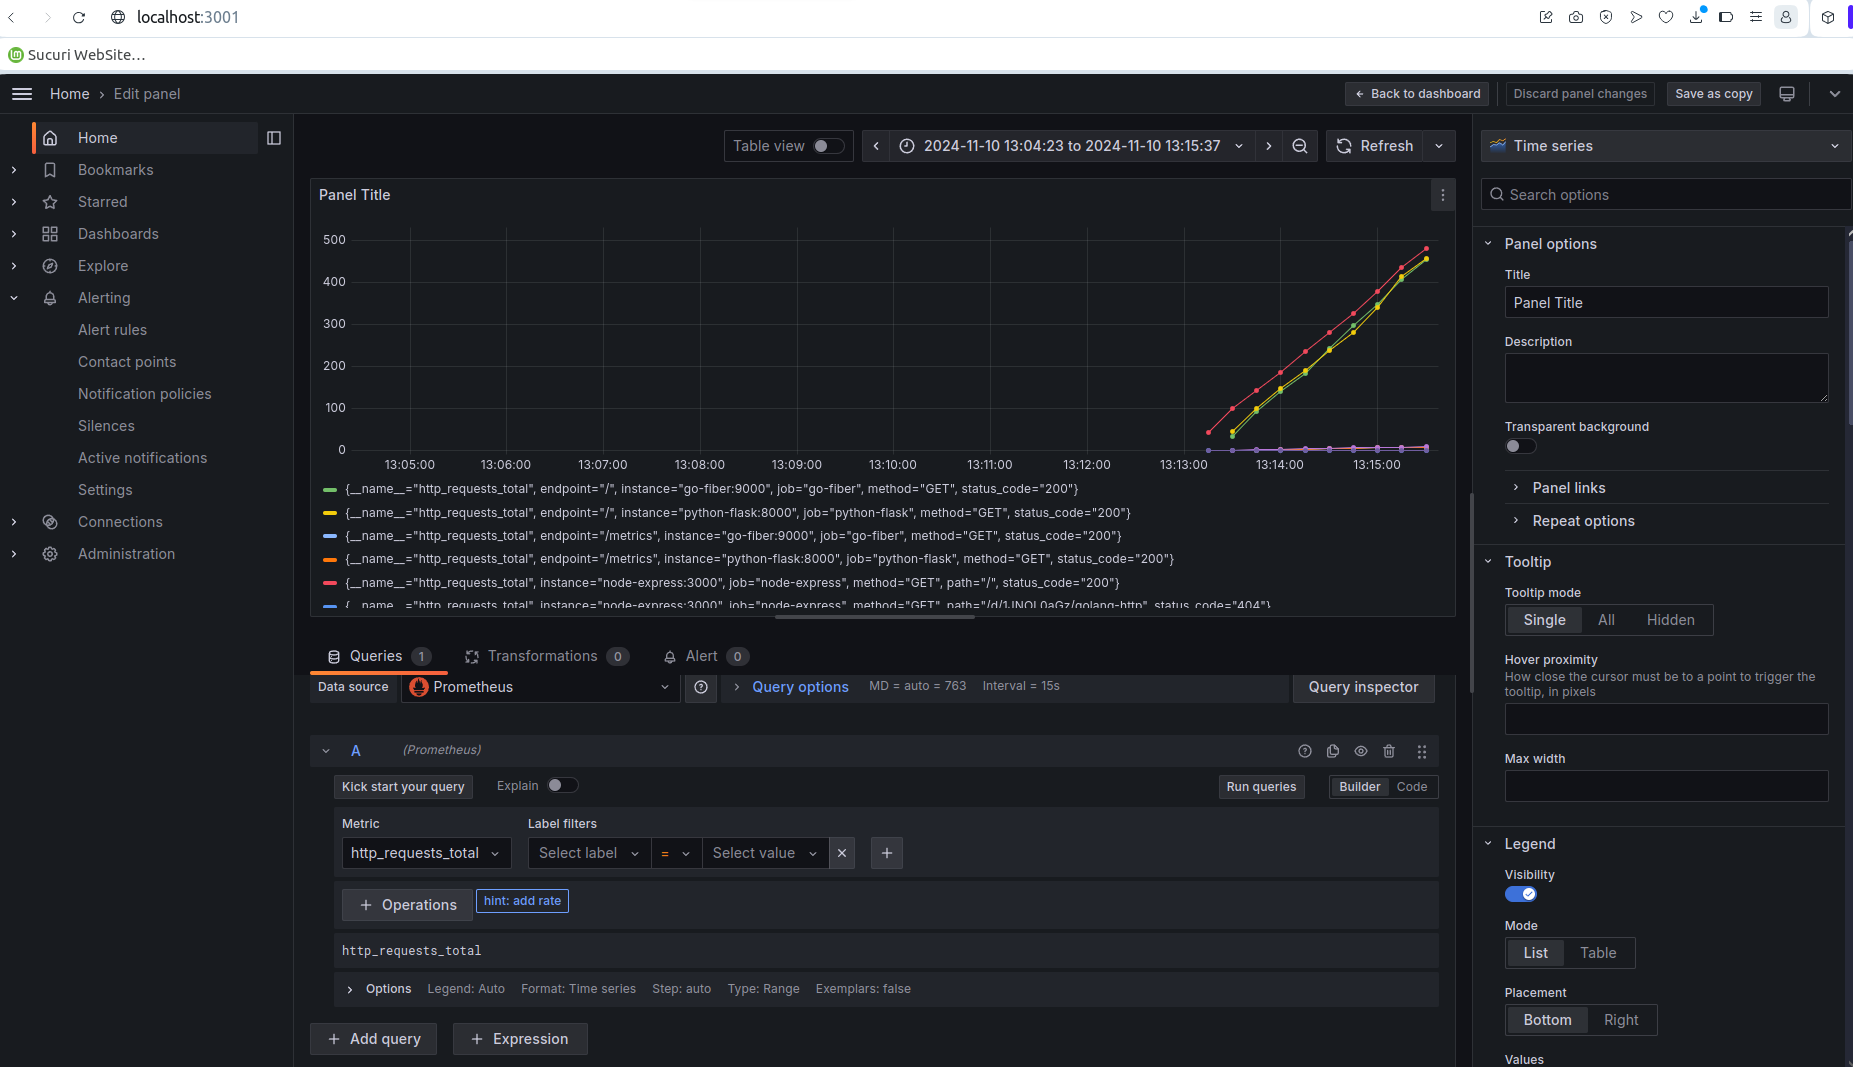 localhost:3001
Sucuri WebSite...
Home › Edit panel
Back to dashboard
Discard panel changes
Save as copy
Home
Bookmarks
Starred
Dashboards
Explore
Alerting
Alert rules
Contact points
Notification policies
Silences
Active notifications
Settings
Connections
Administration
Table view
2024-11-10 13:04:23 to 2024-11-10 13:15:37
Refresh
Panel Title
500
400
300
200
100
0
13:05:00 13:06:00 13:07:00 13:08:00 13:09:00 13:10:00 13:11:00 13:12:00 13:13:00 13:14:00 13:15:00
{__name__="http_requests_total", endpoint="/", instance="go-fiber:9000", job="go-fiber", method="GET", status_code="200"}
{__name__="http_requests_total", endpoint="/", instance="python-flask:8000", job="python-flask", method="GET", status_code="200"}
{__name__="http_requests_total", endpoint="/metrics", instance="go-fiber:9000", job="go-fiber", method="GET", status_code="200"}
{__name__="http_requests_total", endpoint="/metrics", instance="python-flask:8000", job="python-flask", method="GET", status_code="200"}
{__name__="http_requests_total", instance="node-express:3000", job="node-express", method="GET", path="/", status_code="200"}
{__name__="http_requests_total", instance="node-express:3000", job="node-express", method="GET", status_code="404"}
Queries 1
Transformations 0
Alert 0
Data source
Prometheus
Query options
MD = auto = 763
Interval = 15s
Query inspector
A
(Prometheus)
Kick start your query
Explain
Run queries
Builder
Code
Metric
Label filters
http_requests_total
Select label
=
Select value
+ Operations
hint: add rate
http_requests_total
Options
Legend: Auto
Format: Time series
Step: auto
Type: Range
Exemplars: false
+ Add query
+ Expression
Time series
Search options
Panel options
Title
Panel Title
Description
Transparent background
Panel links
Repeat options
Tooltip
Tooltip mode
Single
All
Hidden
Hover proximity
How close the cursor must be to a point to trigger the
tooltip, in pixels
Max width
Legend
Visibility
Mode
List
Table
Placement
Bottom
Right
Values